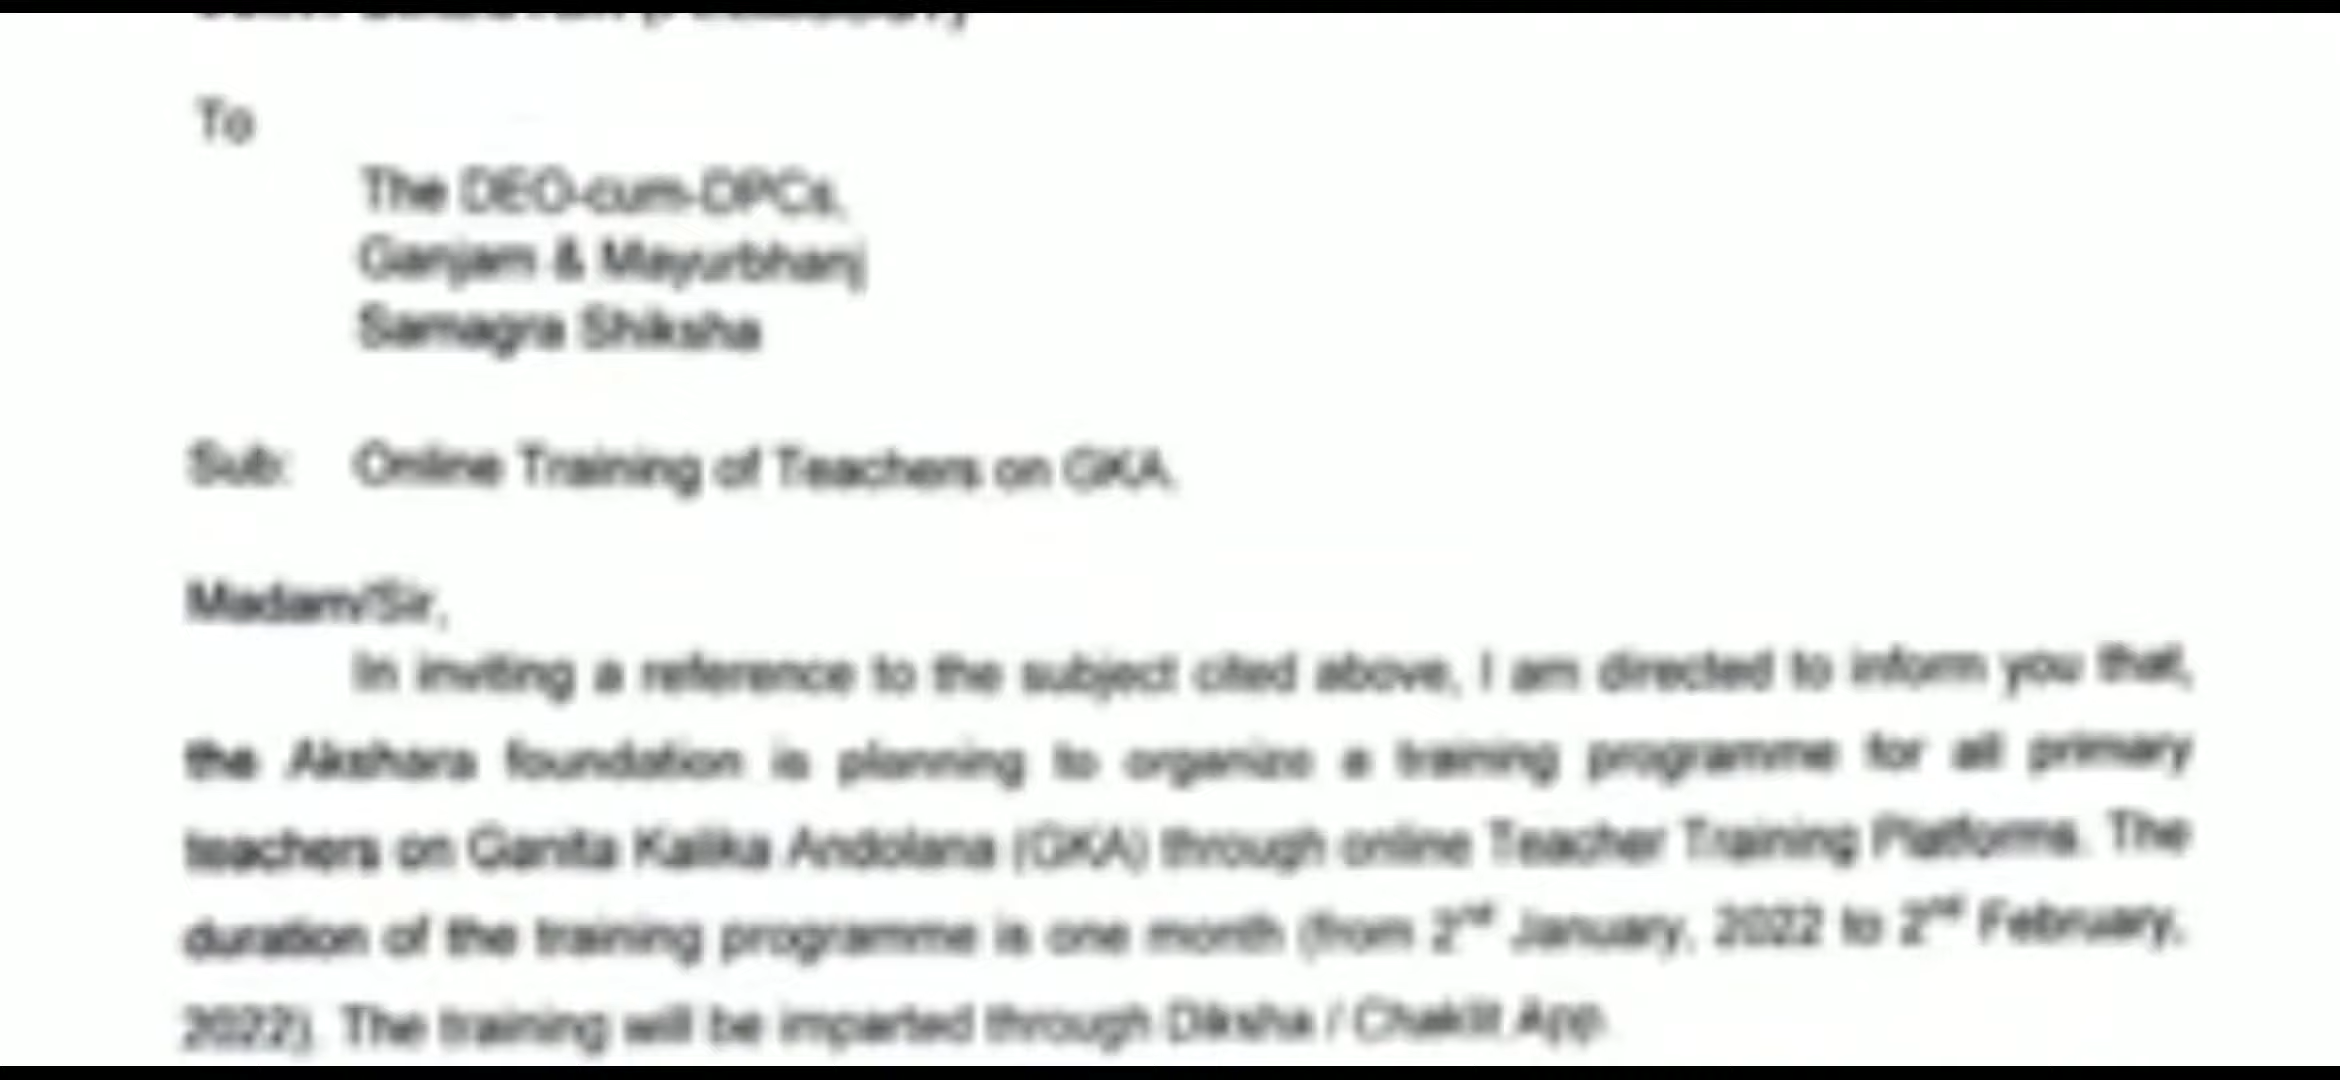 To
The DEO-cum-DPCs,
Ganjam & Mayurbhanj
Samagra Shiksha
Sub: Online Training of Teachers on GKA.
Madam/Sir,
In inviting a reference to the subject cited above, I am directed to inform you that,
the Akshara foundation is planning to organize a training programme for all primary
teachers on Ganita Kalika Andolana (GKA) through online Teacher Training Platforms. The
duration of the training programme is one month (from 2nd January, 2022 to 2nd February,
2022). The training will be imparted through Diksha / Chaklit App.